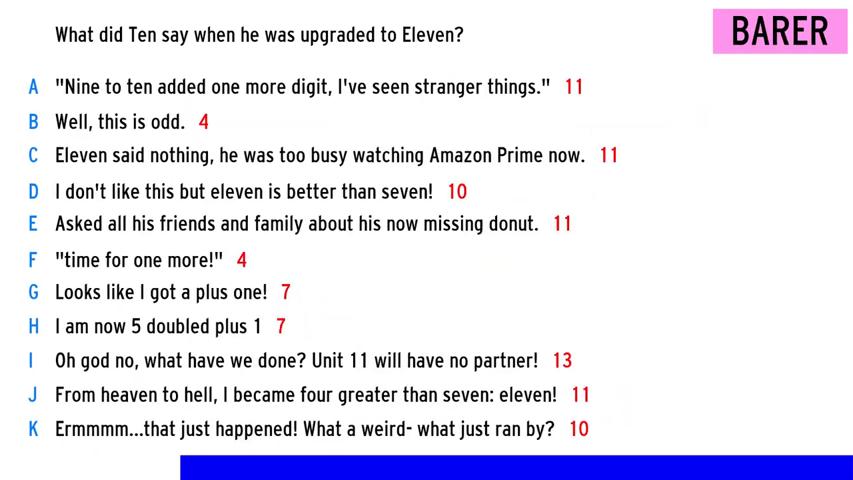 What did Ten say when he was upgraded to Eleven?
BARER
A "Nine to ten added one more digit, I've seen stranger things." 11
B Well, this is odd. 4
C Eleven said nothing, he was too busy watching Amazon Prime now. 11
D I don't like this but eleven is better than seven! 10
E Asked all his friends and family about his now missing donut. 11
F "time for one more!" 4
G Looks like I got a plus one! 7
H I am now 5 doubled plus 1 7
I Oh god no, what have we done? Unit 11 will have no partner! 13
J From heaven to hell, I became four greater than seven: eleven! 11
K Ermmmm...that just happened! What a weird- what just ran by? 10